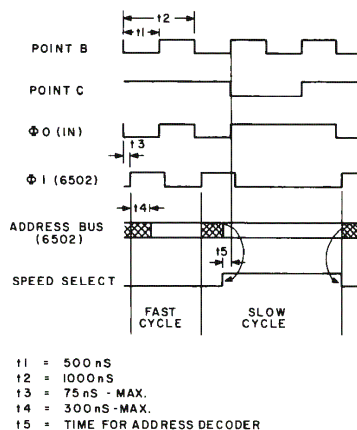 t2
t1
POINT B
POINT C
ΦO (IN)
t3
Φ1 (6502)
t4
ADDRESS BUS
(6502)
t5
SPEED SELECT
FAST
CYCLE
SLOW
CYCLE
t1 = 500nS
t2 = 1000nS
t3 = 75nS - MAX.
t4 = 300nS-MAX.
t5 = TIME FOR ADDRESS DECODER